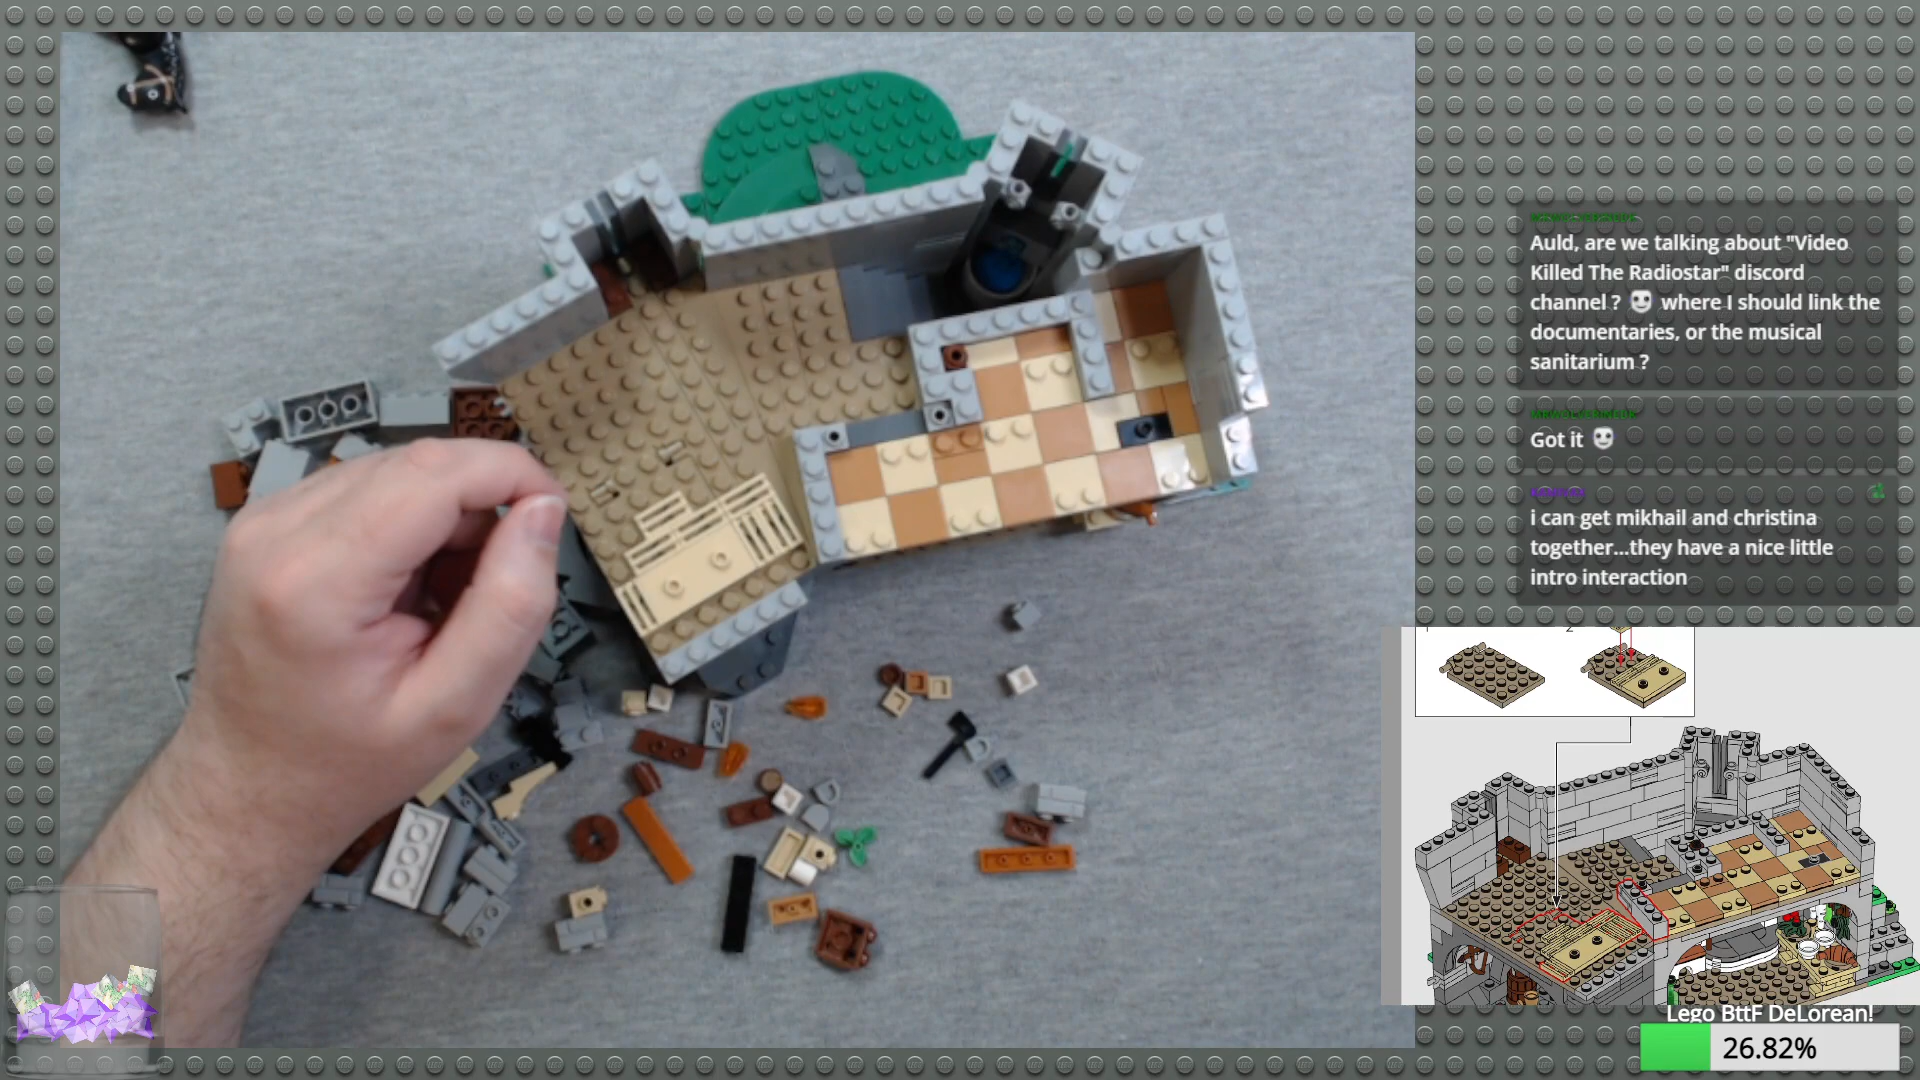 Auld, are we talking about "Video
Killed The Radiostar" discord
channel ? where I should link the
documentaries, or the musical
sanitarium ?
Got it
i can get mikhail and christina
together...they have a nice little
intro interaction
2
Lego BttF DeLorean!
26.82%